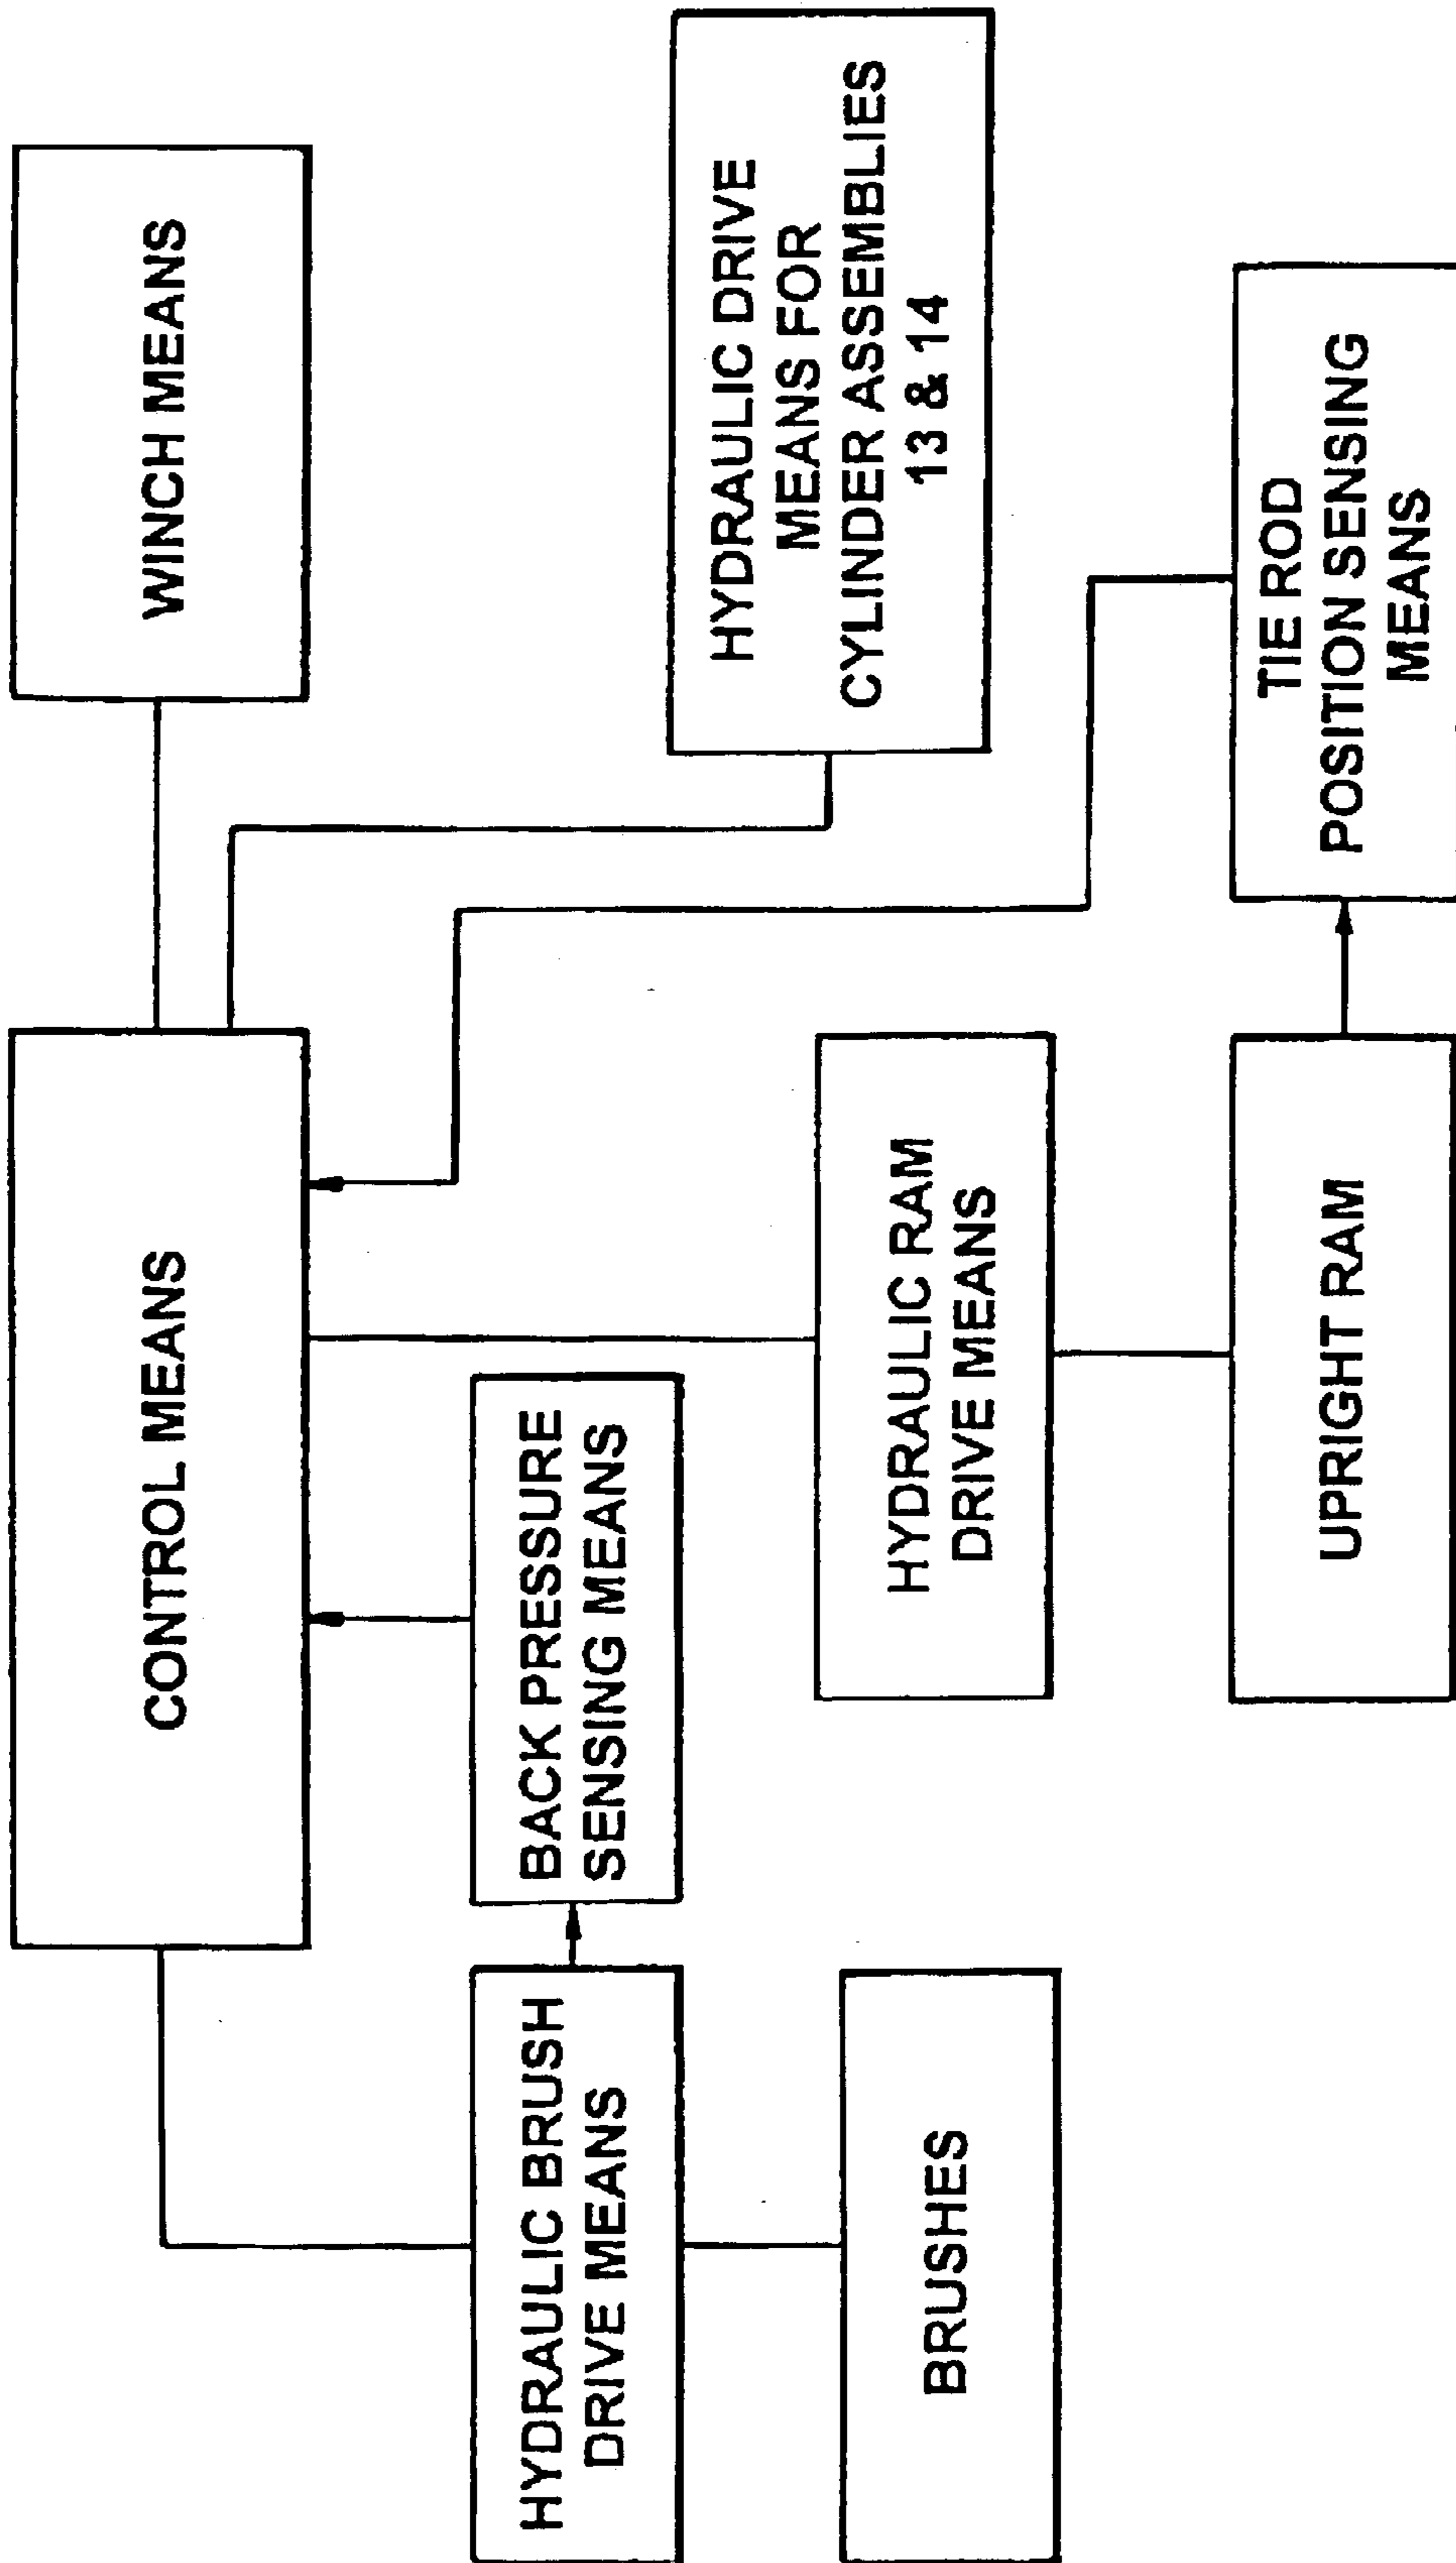 CONTROL MEANS
WINCH MEANS
HYDRAULIC BRUSH
DRIVE MEANS
BACK PRESSURE
SENSING MEANS
HYDRAULIC DRIVE
MEANS FOR
CYLINDER ASSEMBLIES
13 & 14
BRUSHES
HYDRAULIC RAM
DRIVE MEANS
UPRIGHT RAM
TIE ROD
POSITION SENSING
MEANS